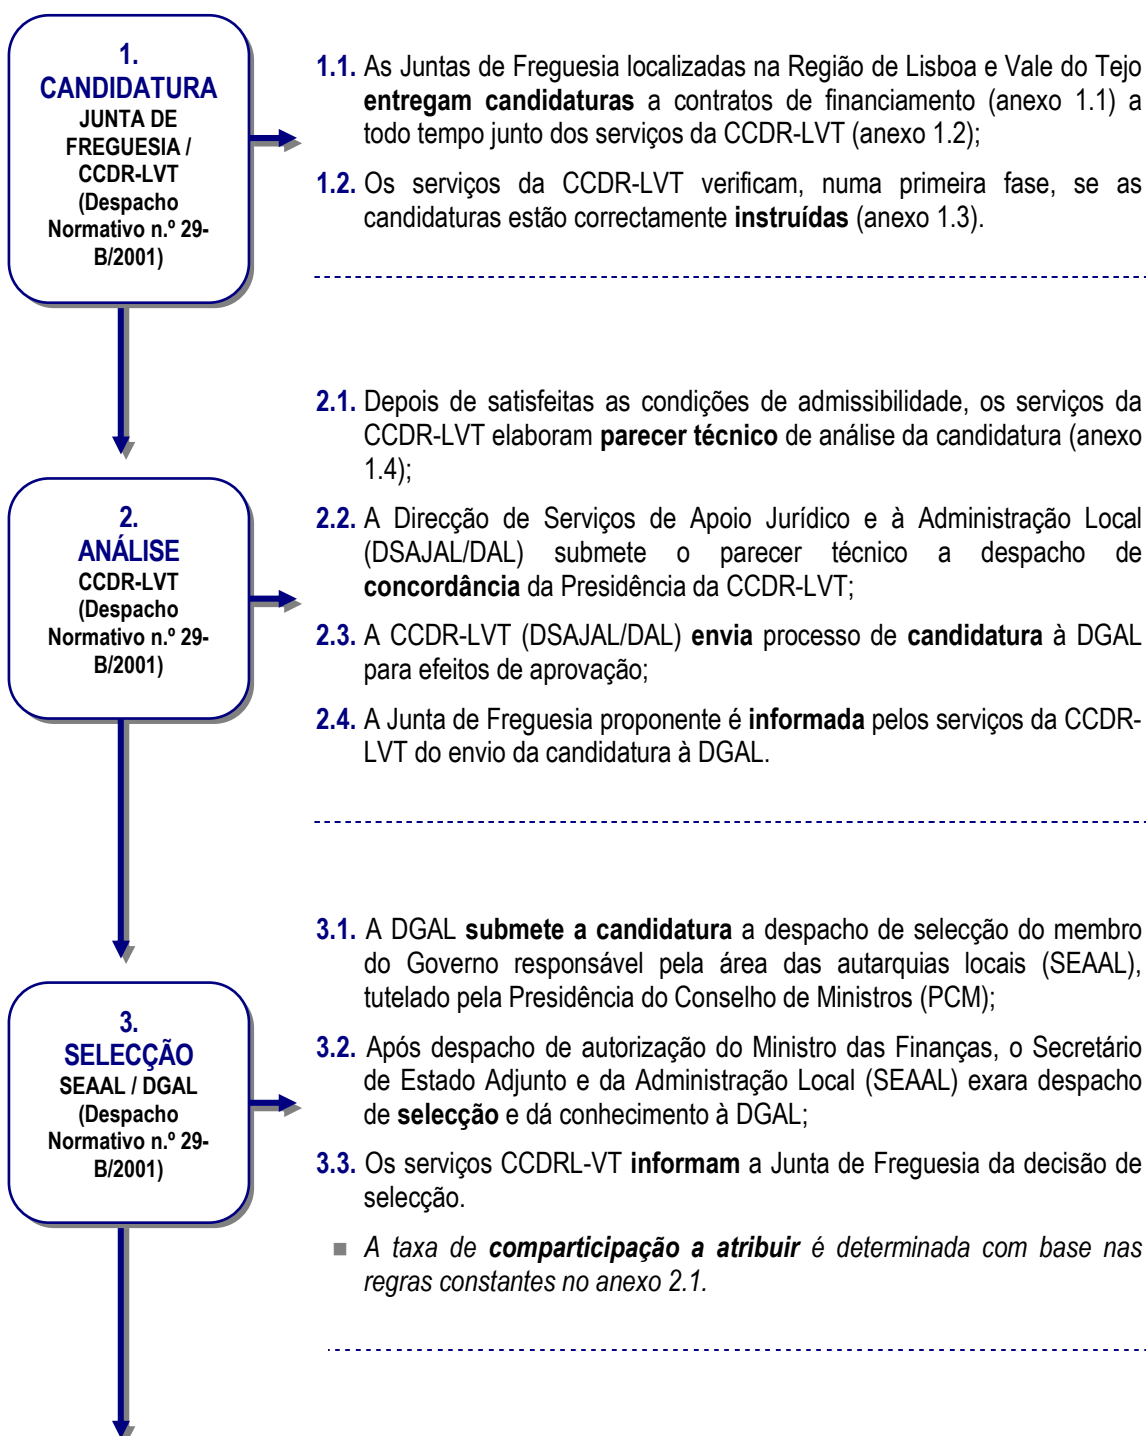 1.
CANDIDATURA
JUNTA DE
FREGUESIA /
CCDR-LVT
(Despacho
Normativo n.º 29-
B/2001)
1.1. As Juntas de Freguesia localizadas na Região de Lisboa e Vale do Tejo
entregam candidaturas a contratos de financiamento (anexo 1.1) a
todo tempo junto dos serviços da CCDR-LVT (anexo 1.2);
1.2. Os serviços da CCDR-LVT verificam, numa primeira fase, se as
candidaturas estão correctamente instruídas (anexo 1.3).
2.
ANÁLISE
CCDR-LVT
(Despacho
Normativo n.º 29-
B/2001)
2.1. Depois de satisfeitas as condições de admissibilidade, os serviços da
CCDR-LVT elaboram parecer técnico de análise da candidatura (anexo
1.4);
2.2. A Direcção de Serviços de Apoio Jurídico e à Administração Local
(DSAJAL/DAL) submete o parecer técnico a despacho de
concordância da Presidência da CCDR-LVT;
2.3. A CCDR-LVT (DSAJAL/DAL) envia processo de candidatura à DGAL
para efeitos de aprovação;
2.4. A Junta de Freguesia proponente é informada pelos serviços da CCDR-
LVT do envio da candidatura à DGAL.
3.
SELECÇÃO
SEAAL / DGAL
(Despacho
Normativo n.º 29-
B/2001)
3.1. A DGAL submete a candidatura a despacho de selecção do membro
do Governo responsável pela área das autarquias locais (SEAAL),
tutelado pela Presidência do Conselho de Ministros (PCM);
3.2. Após despacho de autorização do Ministro das Finanças, o Secretário
de Estado Adjunto e da Administração Local (SEAAL) exara despacho
de selecção e dá conhecimento à DGAL;
3.3. Os serviços CCDRL-VT informam a Junta de Freguesia da decisão de
selecção.
■ A taxa de comparticipação a atribuir é determinada com base nas
regras constantes no anexo 2.1.